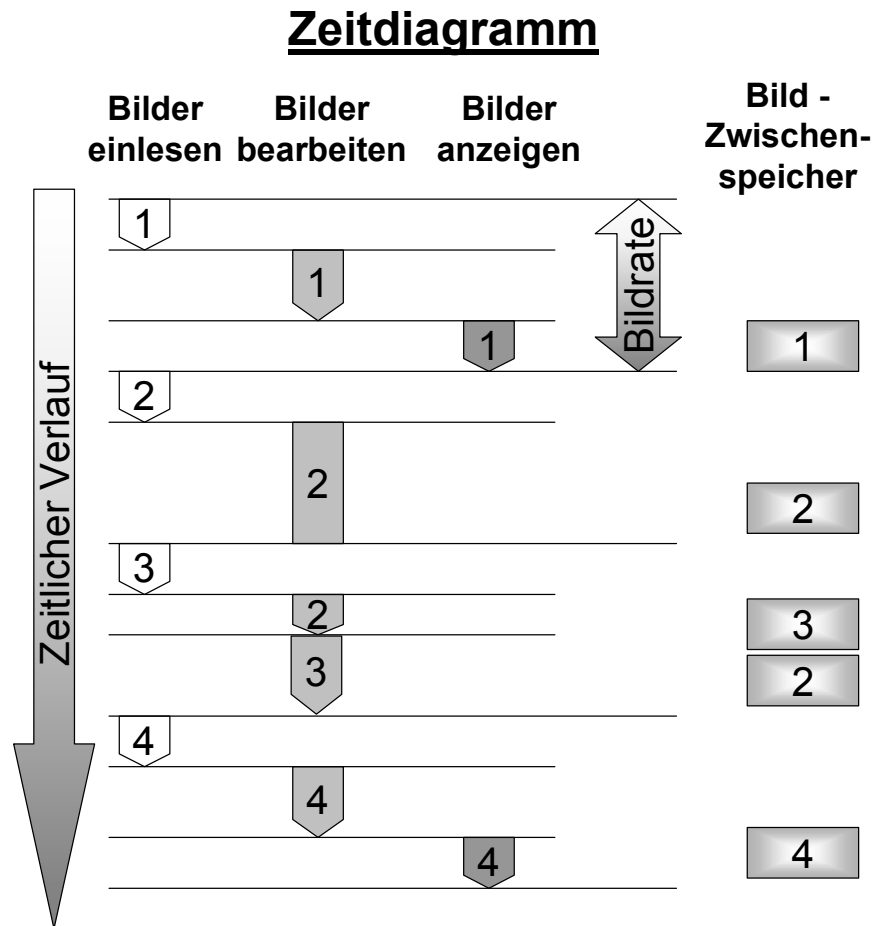 Zeitdiagramm
Bilder
einlesen
Bilder
bearbeiten
Bilder
anzeigen
Bild -
Zwischen-
speicher
Zeitlicher Verlauf
Bildrate
1
1
1
1
2
2
2
3
2
3
3
2
4
4
4
4